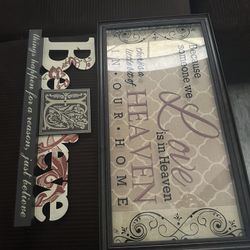 Believe
things happen for a reason, just believe
Because
someone we
Love
is in Heaven
there's a
little bit of
HEAVEN
IN · OUR · HOME